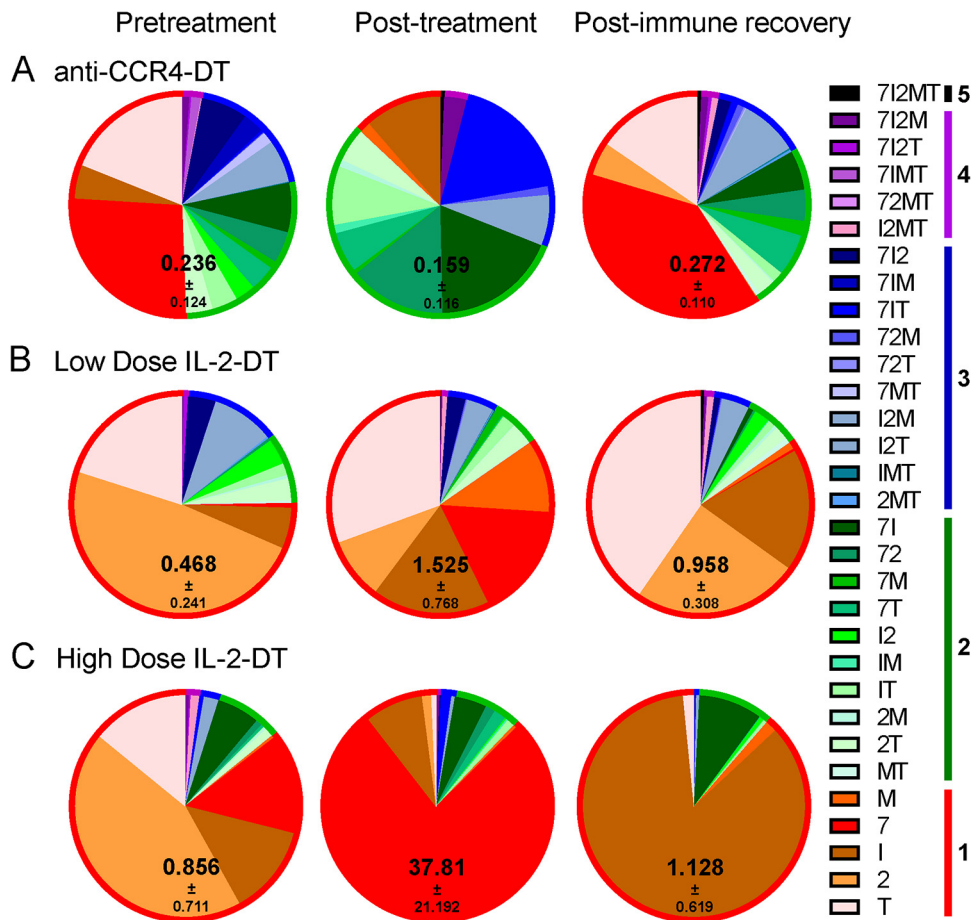 Pretreatment Post-treatment Post-immune recovery
A anti-CCR4-DT
0.236
±
0.124
0.159
±
0.116
0.272
±
0.110
B Low Dose IL-2-DT
0.468
±
0.241
1.525
±
0.768
0.958
±
0.308
C High Dose IL-2-DT
0.856
±
0.711
37.81
±
21.192
1.128
±
0.619
7I2MT
7I2M
7I2T
7IMT
72MT
I2MT
7I2
7IM
7IT
72M
72T
7MT
I2M
I2T
IMT
2MT
7I
72
7M
7T
I2
IM
IT
2M
2T
MT
M
7
I
2
T
5
4
3
2
1